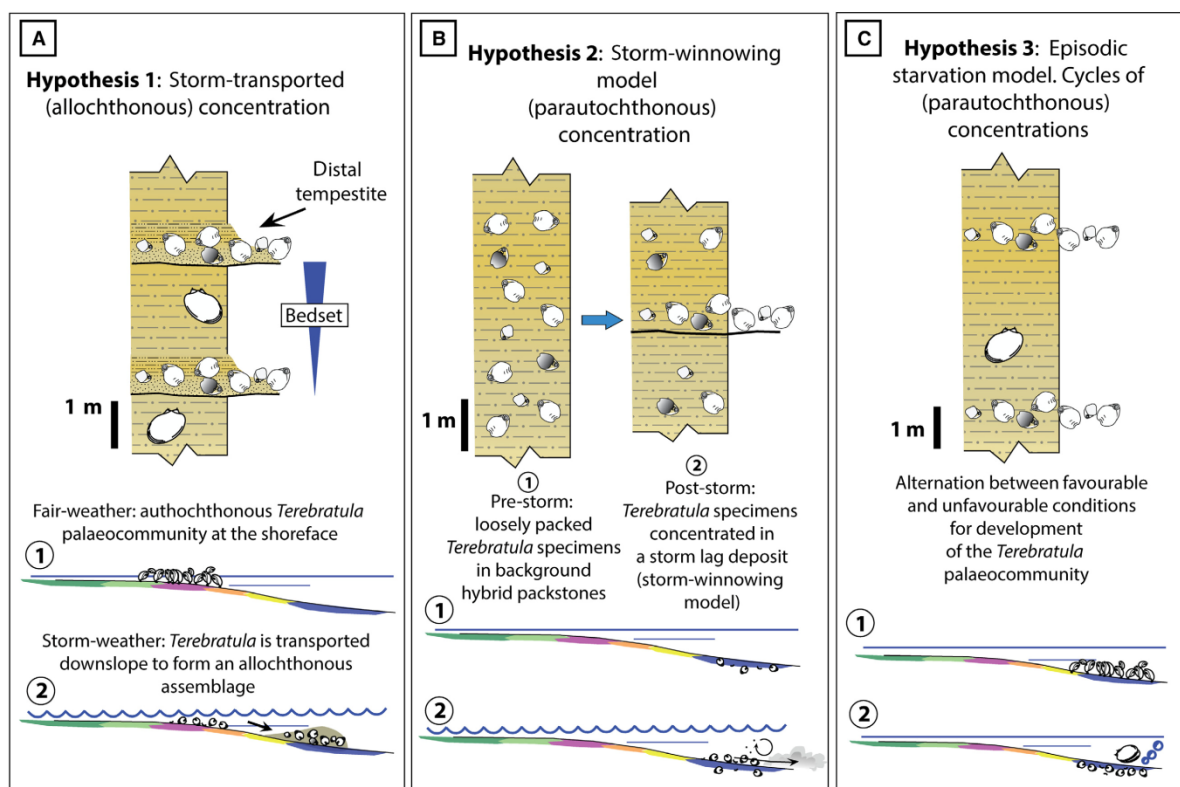 A
Hypothesis 1: Storm-transported
(allochthonous) concentration
Distal
tempestite
Bedset
1 m
Fair-weather: authochthonous Terebratula
palaeocommunity at the shoreface
1
Storm-weather: Terebratula is transported
downslope to form an allochthonous
assemblage
2
B
Hypothesis 2: Storm-winnowing
model
(parautochthonous)
concentration
1 m
1
Pre-storm:
loosely packed
Terebratula specimens
in background
hybrid packstones
2
Post-storm:
Terebratula specimens
concentrated in
a storm lag deposit
(storm-winnowing
model)
1
2
C
Hypothesis 3: Episodic
starvation model. Cycles of
(parautochthonous)
concentrations
1 m
Alternation between favourable
and unfavourable conditions
for development
of the Terebratula
palaeocommunity
1
2